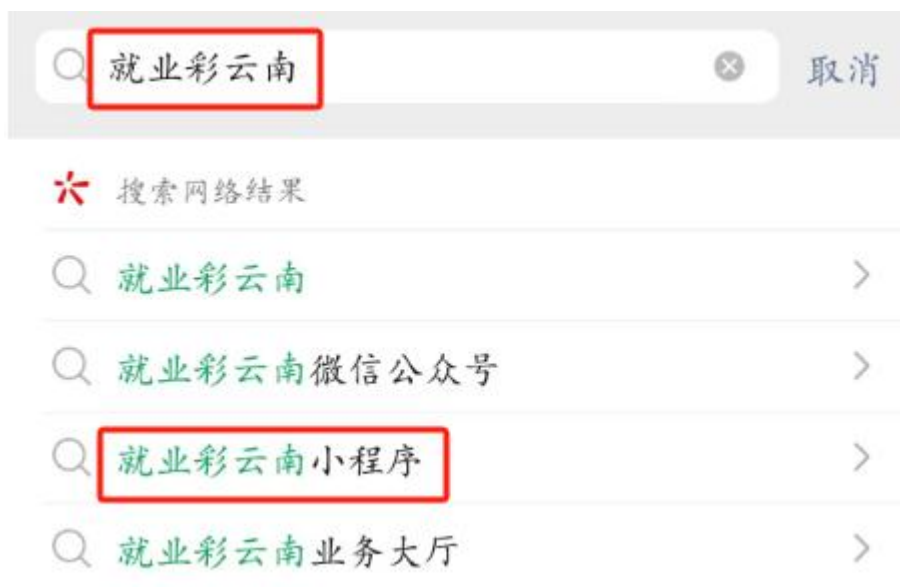 就业彩云南 取消
搜索网络结果
就业彩云南
就业彩云南微信公众号
就业彩云南小程序
就业彩云南业务大厅